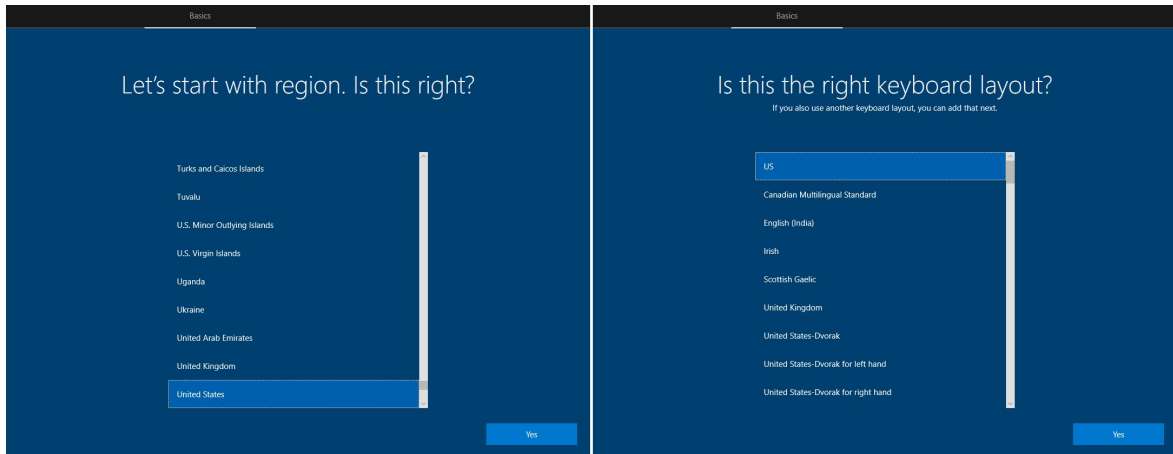 Basics
Let's start with region. Is this right?
Turks and Caicos Islands
Tuvalu
U.S. Minor Outlying Islands
U.S. Virgin Islands
Uganda
Ukraine
United Arab Emirates
United Kingdom
United States
Yes
Basics
Is this the right keyboard layout?
If you also use another keyboard layout, you can add that next.
US
Canadian Multilingual Standard
English (India)
Irish
Scottish Gaelic
United Kingdom
United States-Dvorak
United States-Dvorak for left hand
United States-Dvorak for right hand
Yes